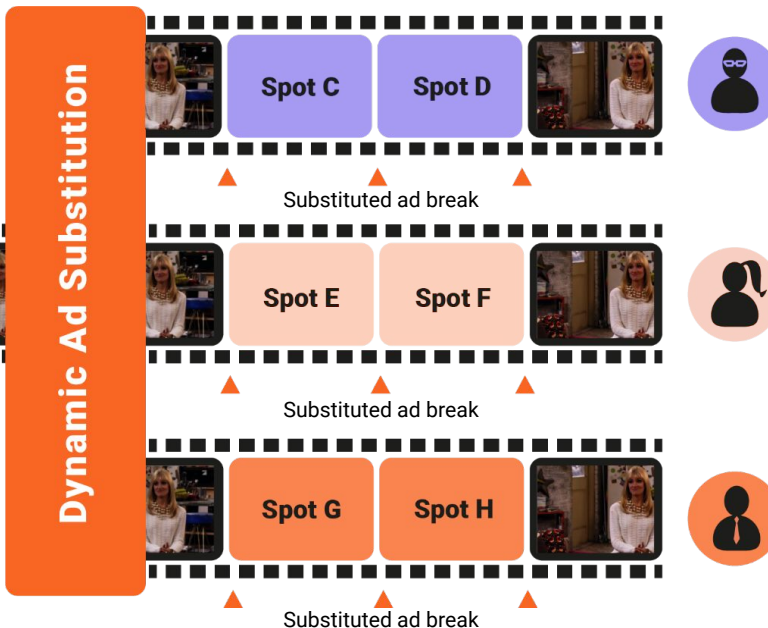 Dynamic Ad Substitution
Spot C
Spot D
Substituted ad break
Spot E
Spot F
Substituted ad break
Spot G
Spot H
Substituted ad break